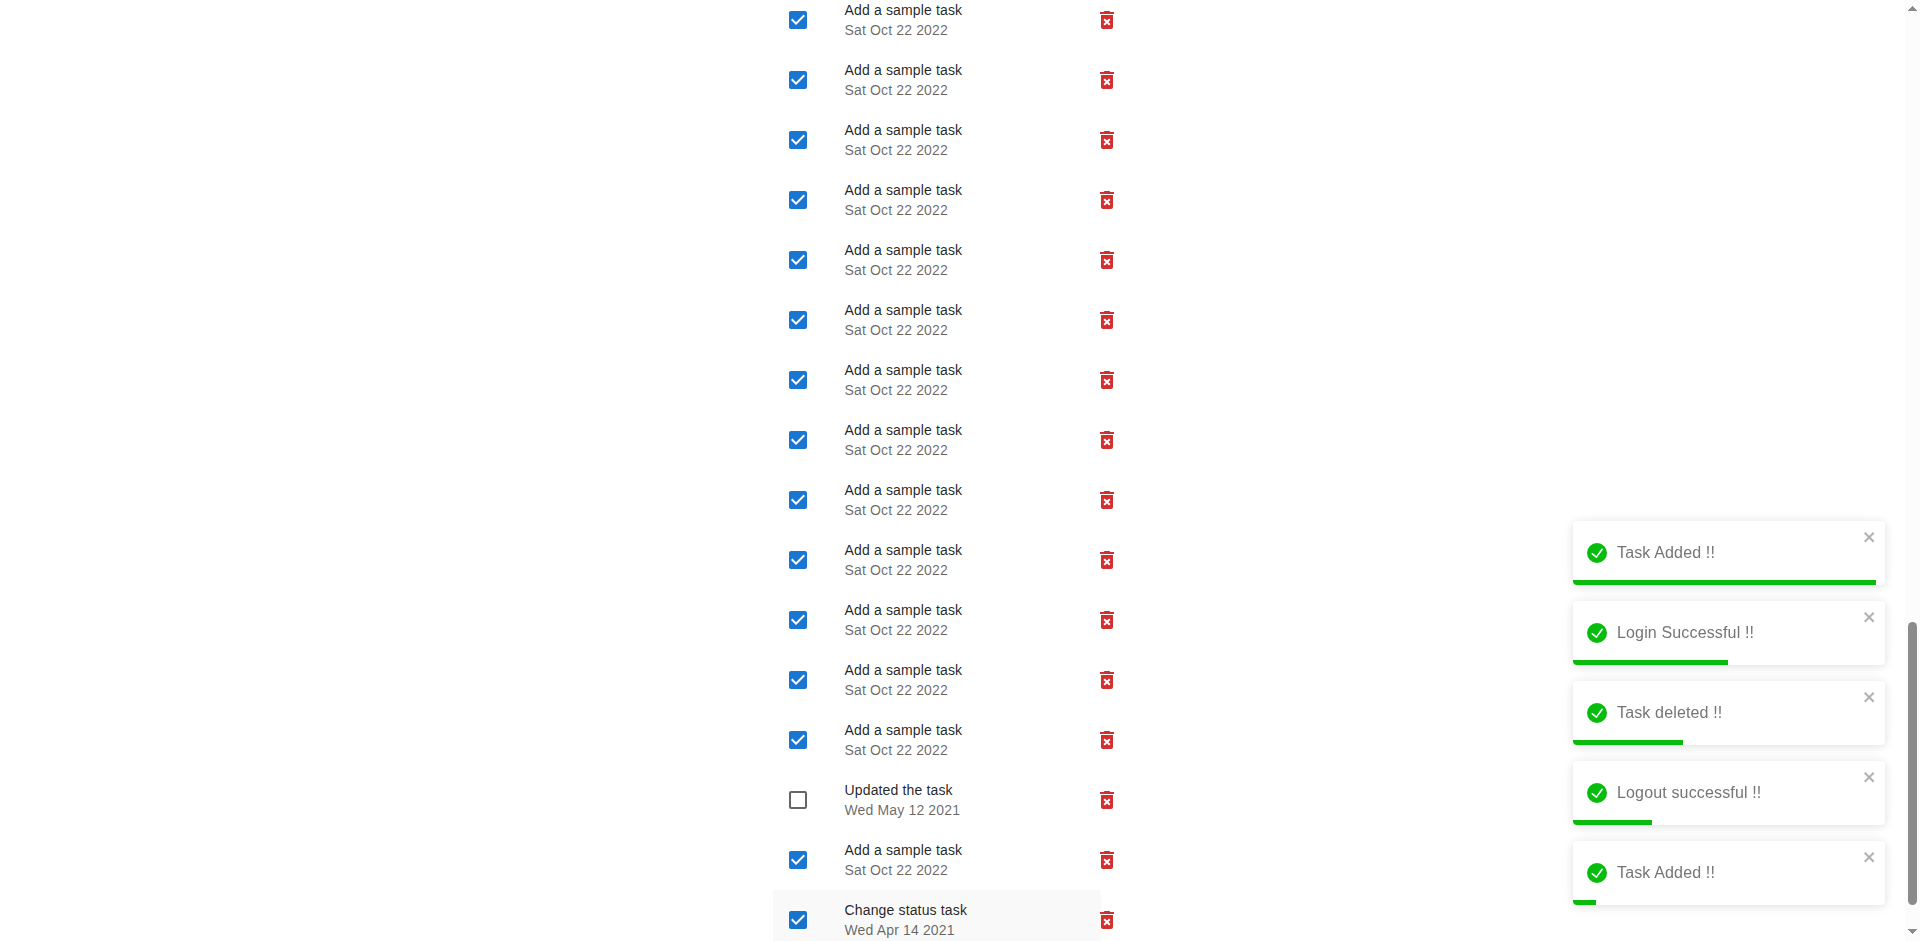 Add a sample task
Sat Oct 22 2022
Add a sample task
Sat Oct 22 2022
Add a sample task
Sat Oct 22 2022
Add a sample task
Sat Oct 22 2022
Add a sample task
Sat Oct 22 2022
Add a sample task
Sat Oct 22 2022
Add a sample task
Sat Oct 22 2022
Add a sample task
Sat Oct 22 2022
Add a sample task
Sat Oct 22 2022
Add a sample task
Sat Oct 22 2022
Add a sample task
Sat Oct 22 2022
Add a sample task
Sat Oct 22 2022
Add a sample task
Sat Oct 22 2022
Updated the task
Wed May 12 2021
Add a sample task
Sat Oct 22 2022
Change status task
Wed Apr 14 2021
Task Added !!
Login Successful !!
Task deleted !!
Logout successful !!
Task Added !!